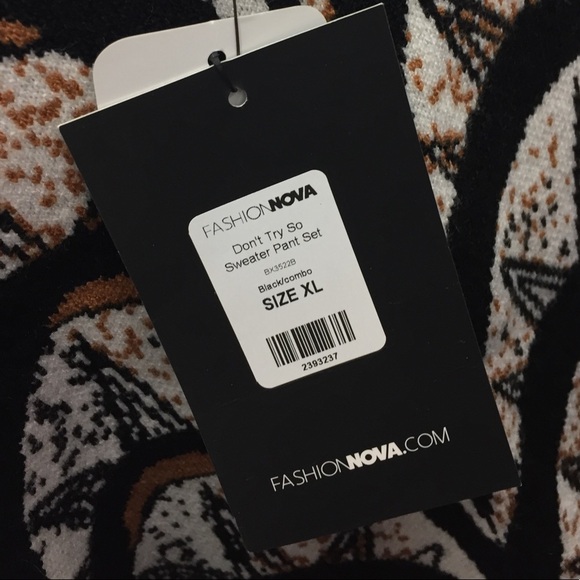 FASHIONNOVA
Don't Try So
Sweater Pant Set
BX3522B
Black/combo
SIZE XL
2393237
FASHIONNOVA.COM